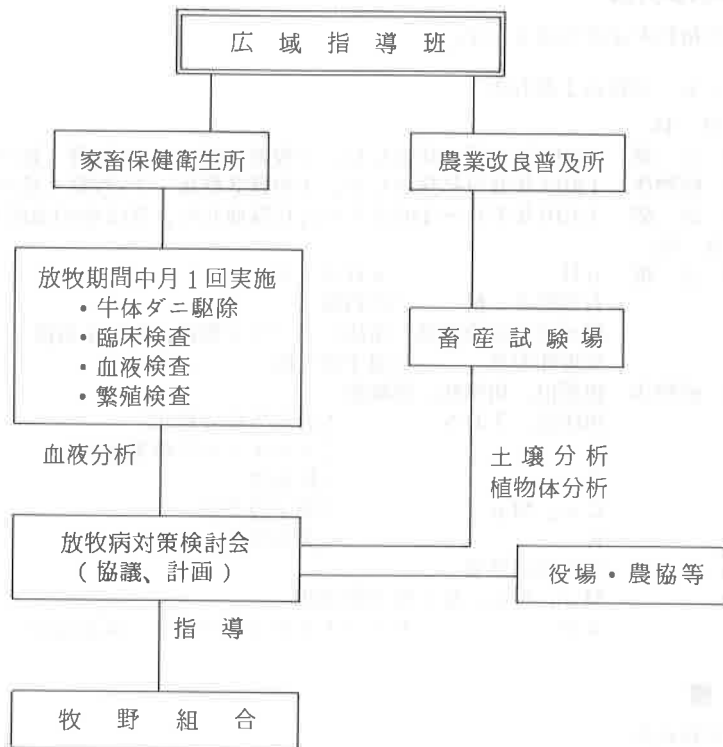 広域指導班
家畜保健衛生所
農業改良普及所
放牧期間中月1回実施
・牛体ダニ駆除
・臨床検査
・血液検査
・繁殖検査
畜産試験場
血液分析
土壌分析
植物体分析
放牧病対策検討会
(協議、計画)
役場・農協等
指導
牧野組合